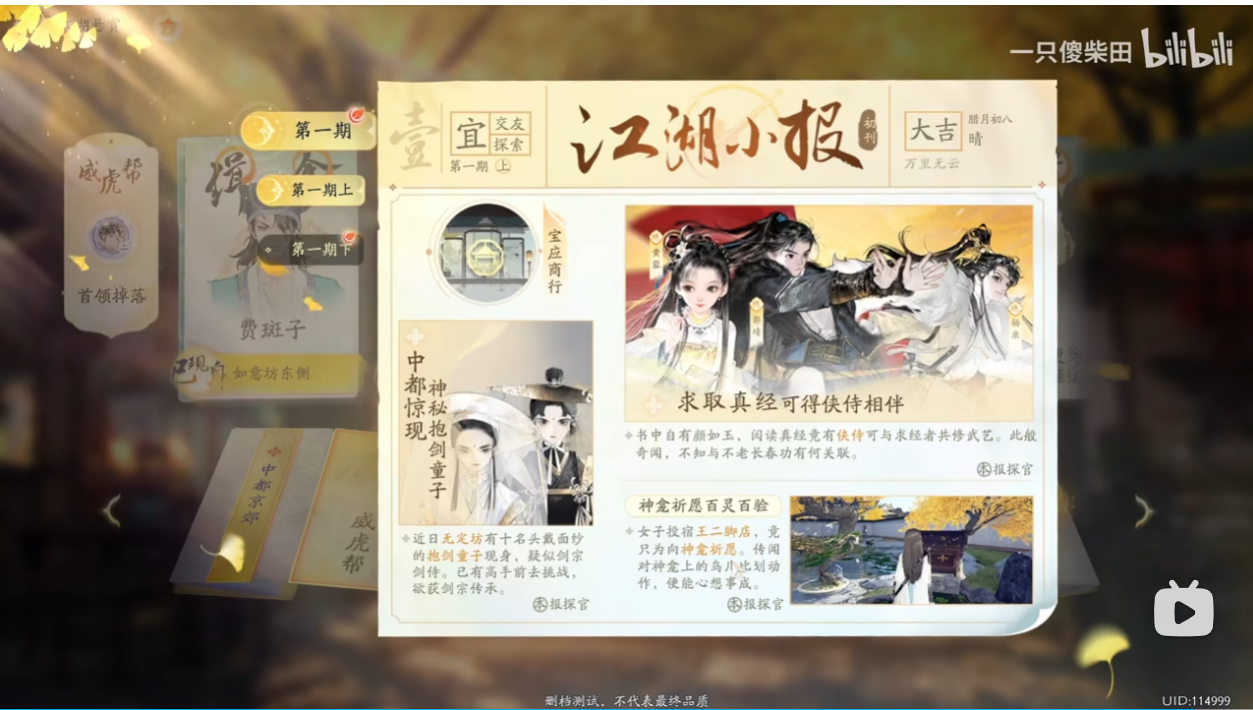 一只傻柴田 bilibili
第一期
第一期上
第一期下
威虎帮
首领掉落
缉
费斑子
已现身
如意坊东侧
中都京郊
威虎帮
壹
宜
交友
探索
第一期 上
江湖小报
初刊
大吉
腊月初八
晴
万里无云
宝应商行
中都惊现
神秘抱剑童子
近日无定坊有十名头戴面纱
的抱剑童子现身，疑似剑宗
剑侍。已有高手前去挑战，
欲获剑宗传承。
本报探官
黄蓉
郭靖
杨康
求取真经可得侠侍相伴
书中自有颜如玉，阅读真经竟有侠侍可与求经者共修武艺。此般
奇闻，不知与不老长春功有何关联。
本报探官
神龛祈愿百灵百验
女子投宿王二脚店，竟
只为向神龛祈愿。传闻
对神龛上的鸟爪比划动
作，便能心想事成。
本报探官
删档测试，不代表最终品质
UID:114999